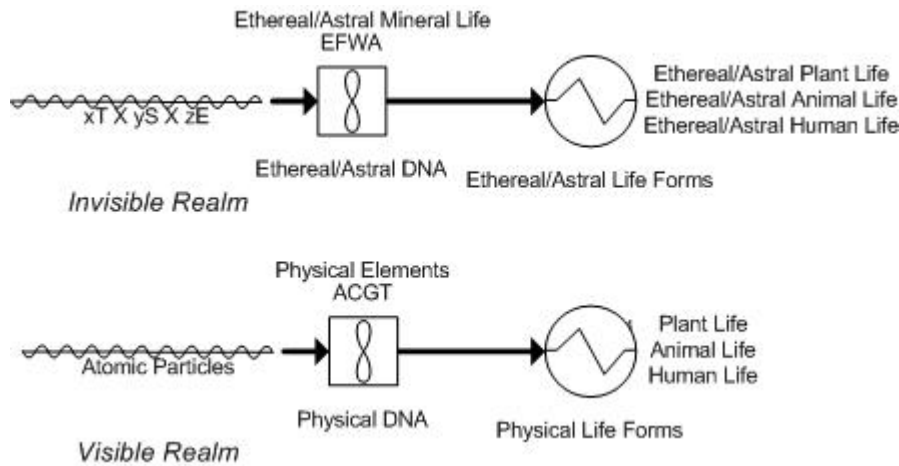 Ethereal/Astral Mineral Life
EFWA
xT X yS X zE
Ethereal/Astral Plant Life
Ethereal/Astral Animal Life
Ethereal/Astral Human Life
Ethereal/Astral DNA
Ethereal/Astral Life Forms
Invisible Realm
Physical Elements
ACGT
Atomic Particles
Plant Life
Animal Life
Human Life
Physical DNA
Physical Life Forms
Visible Realm